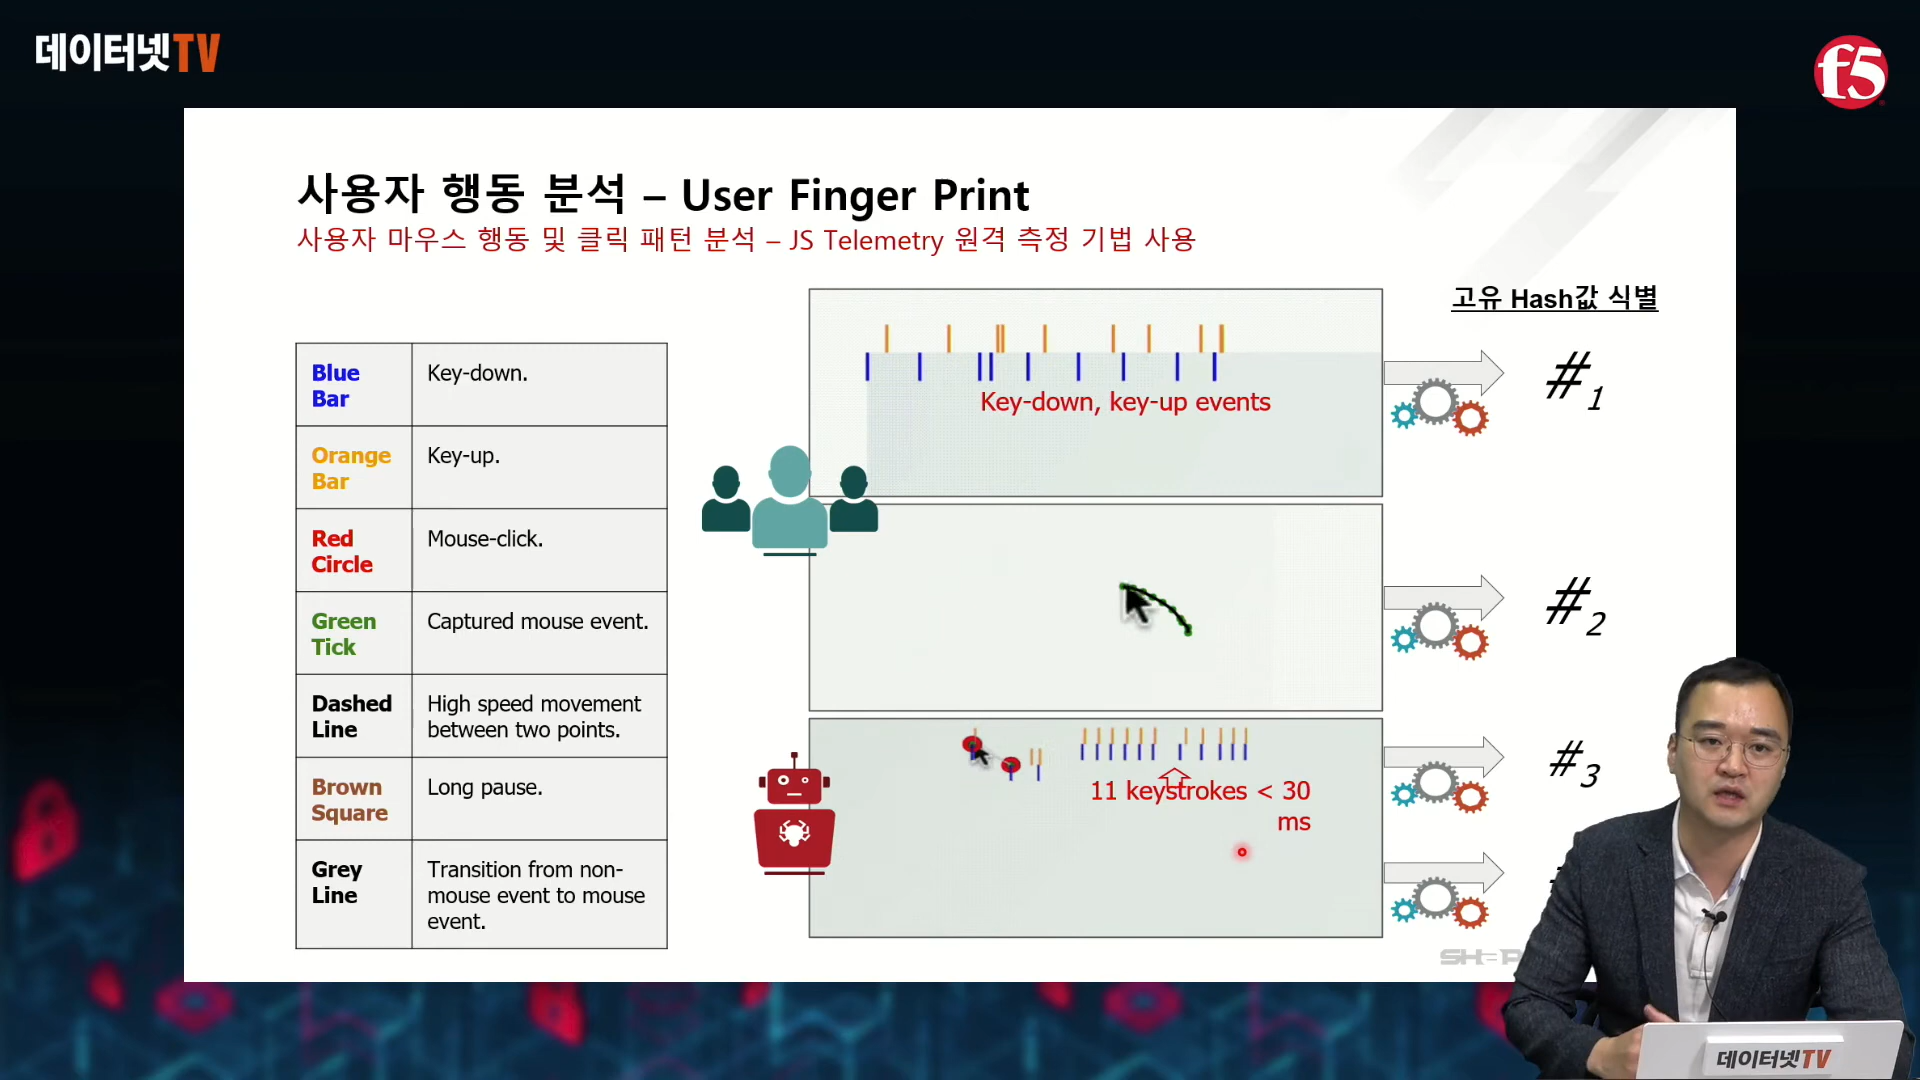 데이터넷TV
f5
사용자 행동 분석 – User Finger Print
사용자 마우스 행동 및 클릭 패턴 분석 – JS Telemetry 원격 측정 기법 사용
고유 Hash값 식별
Blue Bar
Key-down.
Orange Bar
Key-up.
Red Circle
Mouse-click.
Green Tick
Captured mouse event.
Dashed Line
High speed movement
between two points.
Brown Square
Long pause.
Grey Line
Transition from non-
mouse event to mouse
event.
Key-down, key-up events
11 keystrokes < 30
ms
#1
#2
#3
데이터넷TV